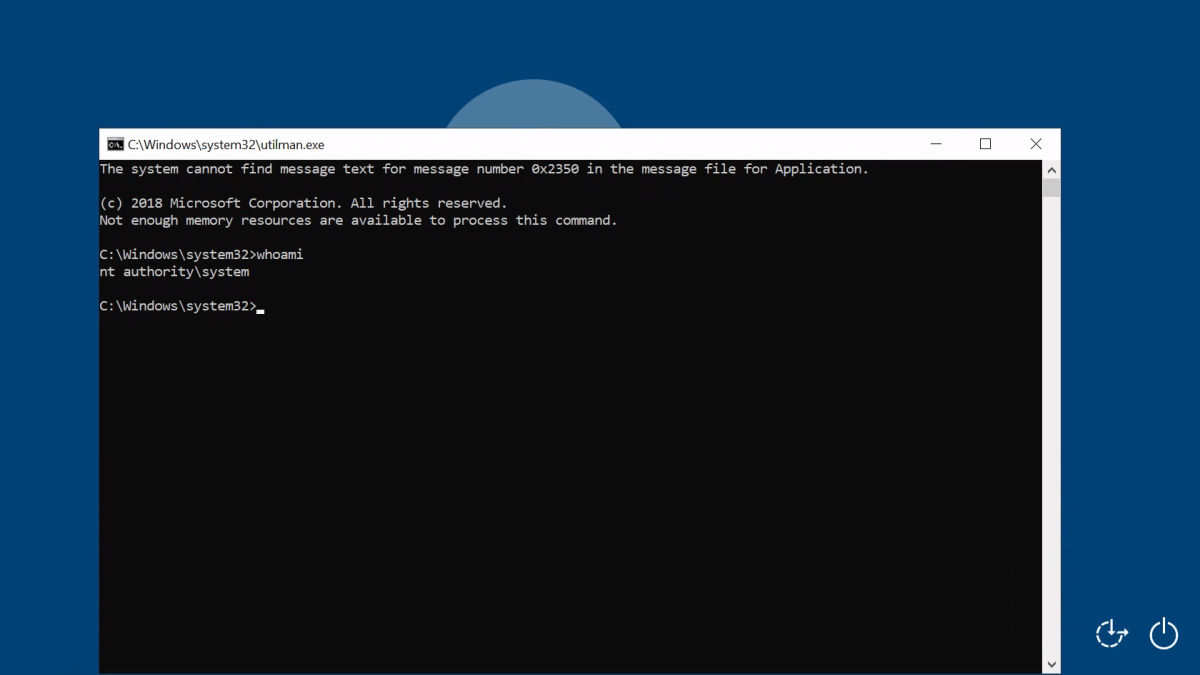 C:\Windows\system32\utilman.exe
The system cannot find message text for message number 0x2350 in the message file for Application.
(c) 2018 Microsoft Corporation. All rights reserved.
Not enough memory resources are available to process this command.
C:\Windows\system32>whoami
nt authority\system
C:\Windows\system32>